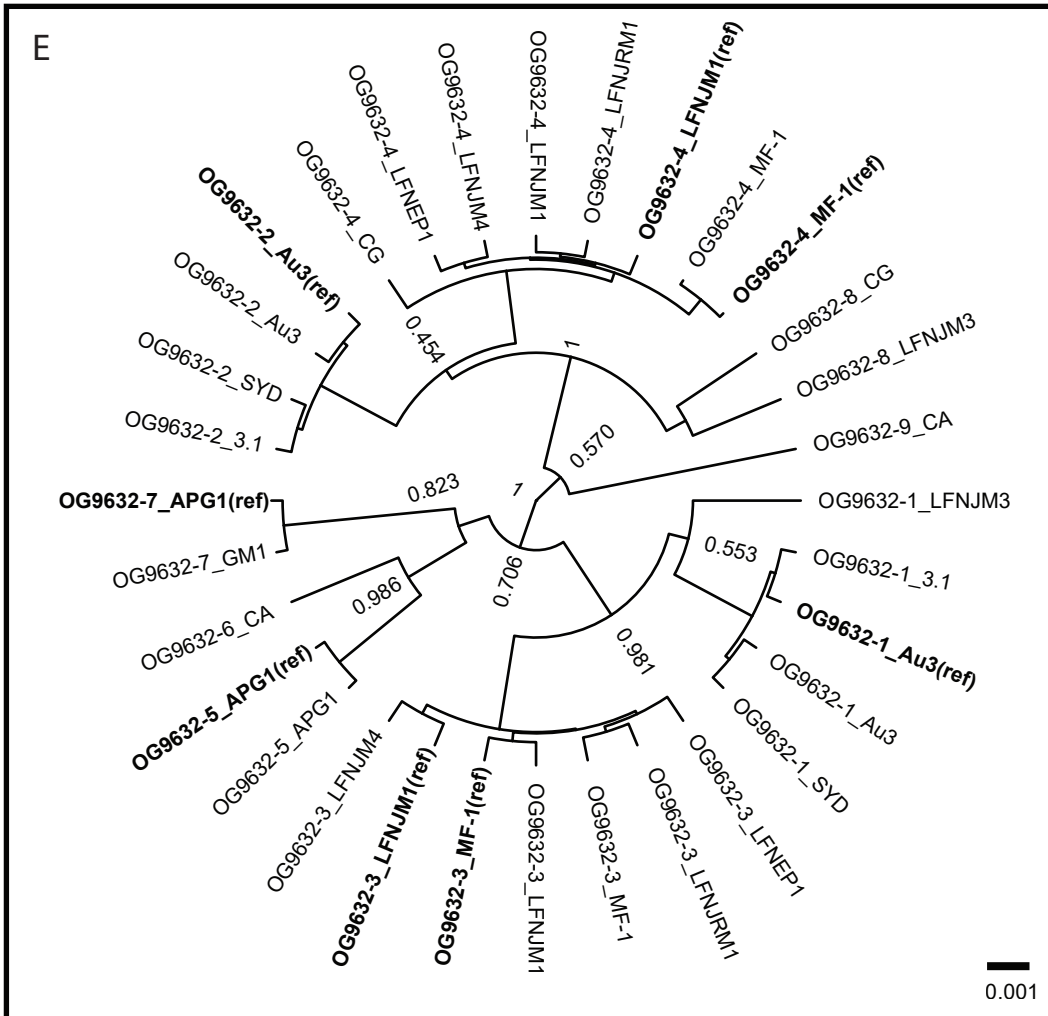 E
OG9632-4_CG
OG9632-4_LFNEP1
OG9632-4_LFNJM4
OG9632-4_LFNJM1
OG9632-4_LFNJRM1
OG9632-4_LFNJM1(ref)
OG9632-4_MF-1
OG9632-4_MF-1(ref)
OG9632-8_CG
OG9632-8_LFNJM3
OG9632-9_CA
OG9632-1_LFNJM3
OG9632-1_3.1
OG9632-1_Au3(ref)
OG9632-1_Au3
OG9632-1_SYD
OG9632-3_LFNEP1
OG9632-3_LFNJRM1
OG9632-3_MF-1
OG9632-3_LFNJM1
OG9632-3_MF-1(ref)
OG9632-3_LFNJM1(ref)
OG9632-3_LFNJM4
OG9632-5_APG1
OG9632-5_APG1(ref)
OG9632-6_CA
OG9632-7_GM1
OG9632-7_APG1(ref)
OG9632-2_3.1
OG9632-2_SYD
OG9632-2_Au3
OG9632-2_Au3(ref)
0.454
1
0.570
0.823
1
0.553
0.986
0.706
0.981
0.001